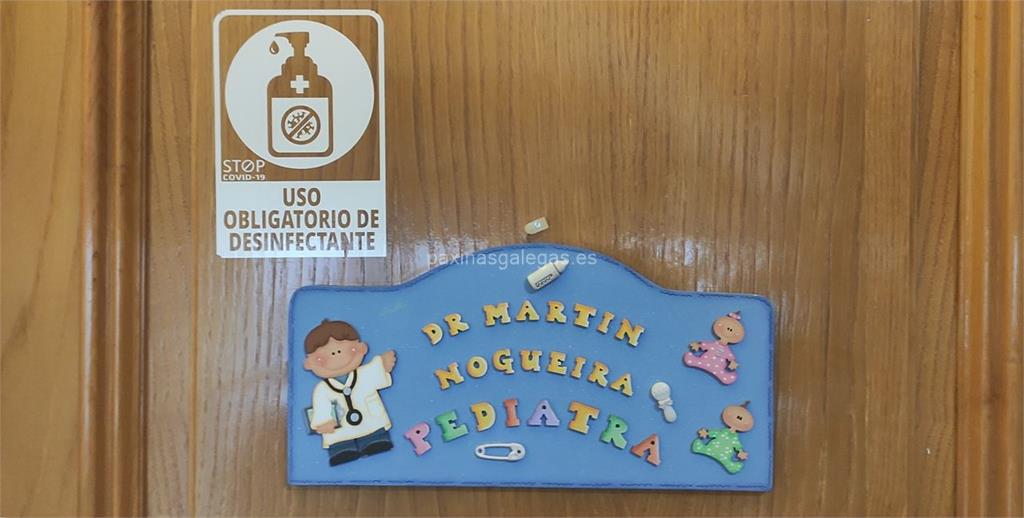 STOP
COVID-19
USO
OBLIGATORIO DE
DESINFECTANTE
paxinasgalegas.es
DR MARTIN
NOGUEIRA
PEDIATRA